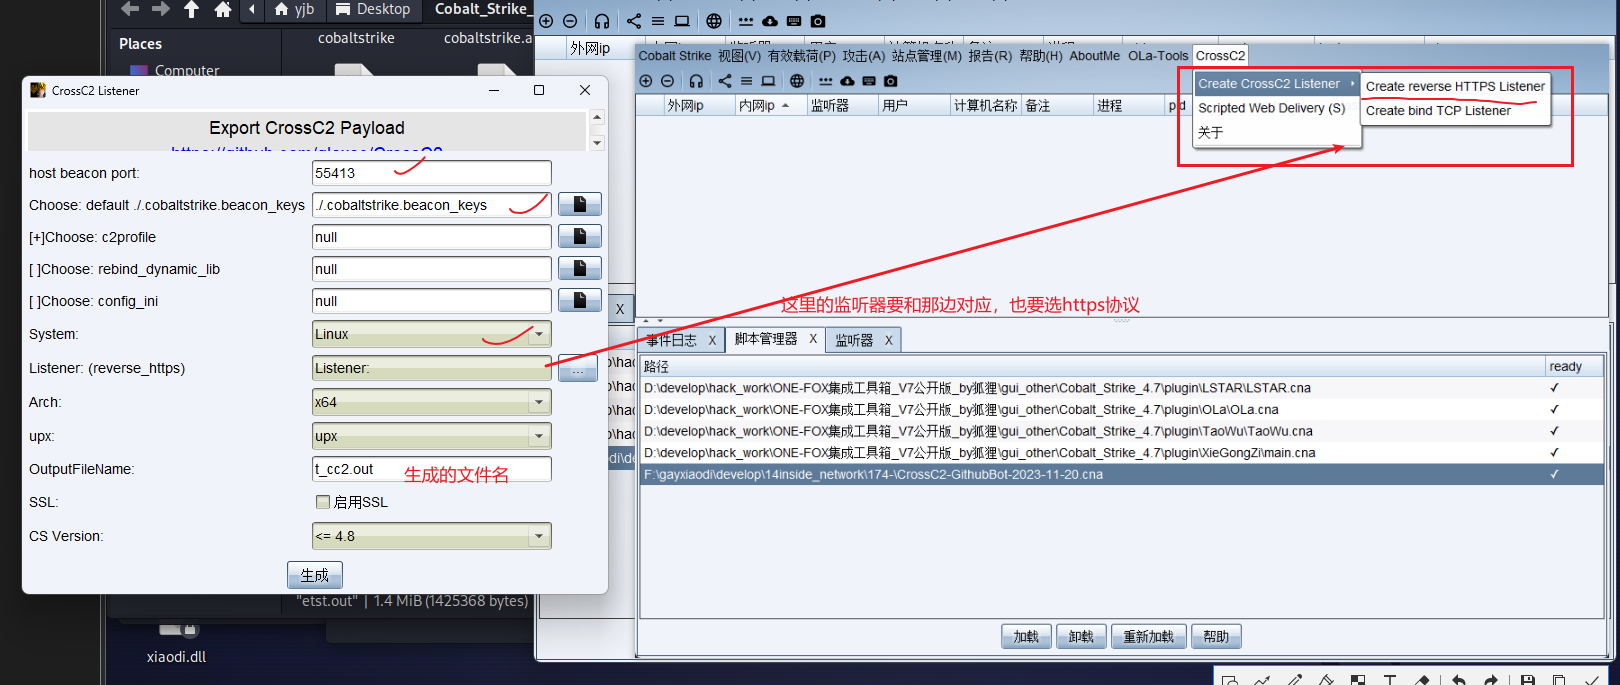 yjb
Desktop
Cobalt_Strike_
Places
Computer
cobaltstrike
cobaltstrike.a
外网ip
Cobalt Strike 视图(V) 有效载荷(P) 攻击(A) 站点管理(M) 报告(R) 帮助(H) AboutMe OLa-Tools CrossC2
Create CrossC2 Listener
Scripted Web Delivery (S)
关于
Create reverse HTTPS Listener
Create bind TCP Listener
外网ip 内网ip 监听器 用户 计算机名称 备注 进程 pid
CrossC2 Listener
Export CrossC2 Payload
host beacon port: 55413
Choose: default ./.cobaltstrike.beacon_keys ./.cobaltstrike.beacon_keys
[+]Choose: c2profile null
[ ]Choose: rebind_dynamic_lib null
[ ]Choose: config_ini null
System: Linux
Listener: (reverse_https) Listener: ...
Arch: x64
upx: upx
OutputFileName: t_cc2.out
生成的文件名
SSL: 启用SSL
CS Version: <= 4.8
生成
"etst.out" | 1.4 MiB (1425368 bytes)
xiaodi.dll
这里的监听器要和那边对应，也要选https协议
X
事件日志 X 脚本管理器 X 监听器 X
路径 ready
D:\develop\hack_work\ONE-FOX集成工具箱_V7公开版_by狐狸\gui_other\Cobalt_Strike_4.7\plugin\LSTAR\LSTAR.cna ✓
D:\develop\hack_work\ONE-FOX集成工具箱_V7公开版_by狐狸\gui_other\Cobalt_Strike_4.7\plugin\OLa\OLa.cna ✓
D:\develop\hack_work\ONE-FOX集成工具箱_V7公开版_by狐狸\gui_other\Cobalt_Strike_4.7\plugin\TaoWu\TaoWu.cna ✓
D:\develop\hack_work\ONE-FOX集成工具箱_V7公开版_by狐狸\gui_other\Cobalt_Strike_4.7\plugin\XieGongZi\main.cna ✓
F:\gayxiaodi\develop\14inside_network\174-\CrossC2-GithubBot-2023-11-20.cna ✓
加载 卸载 重新加载 帮助